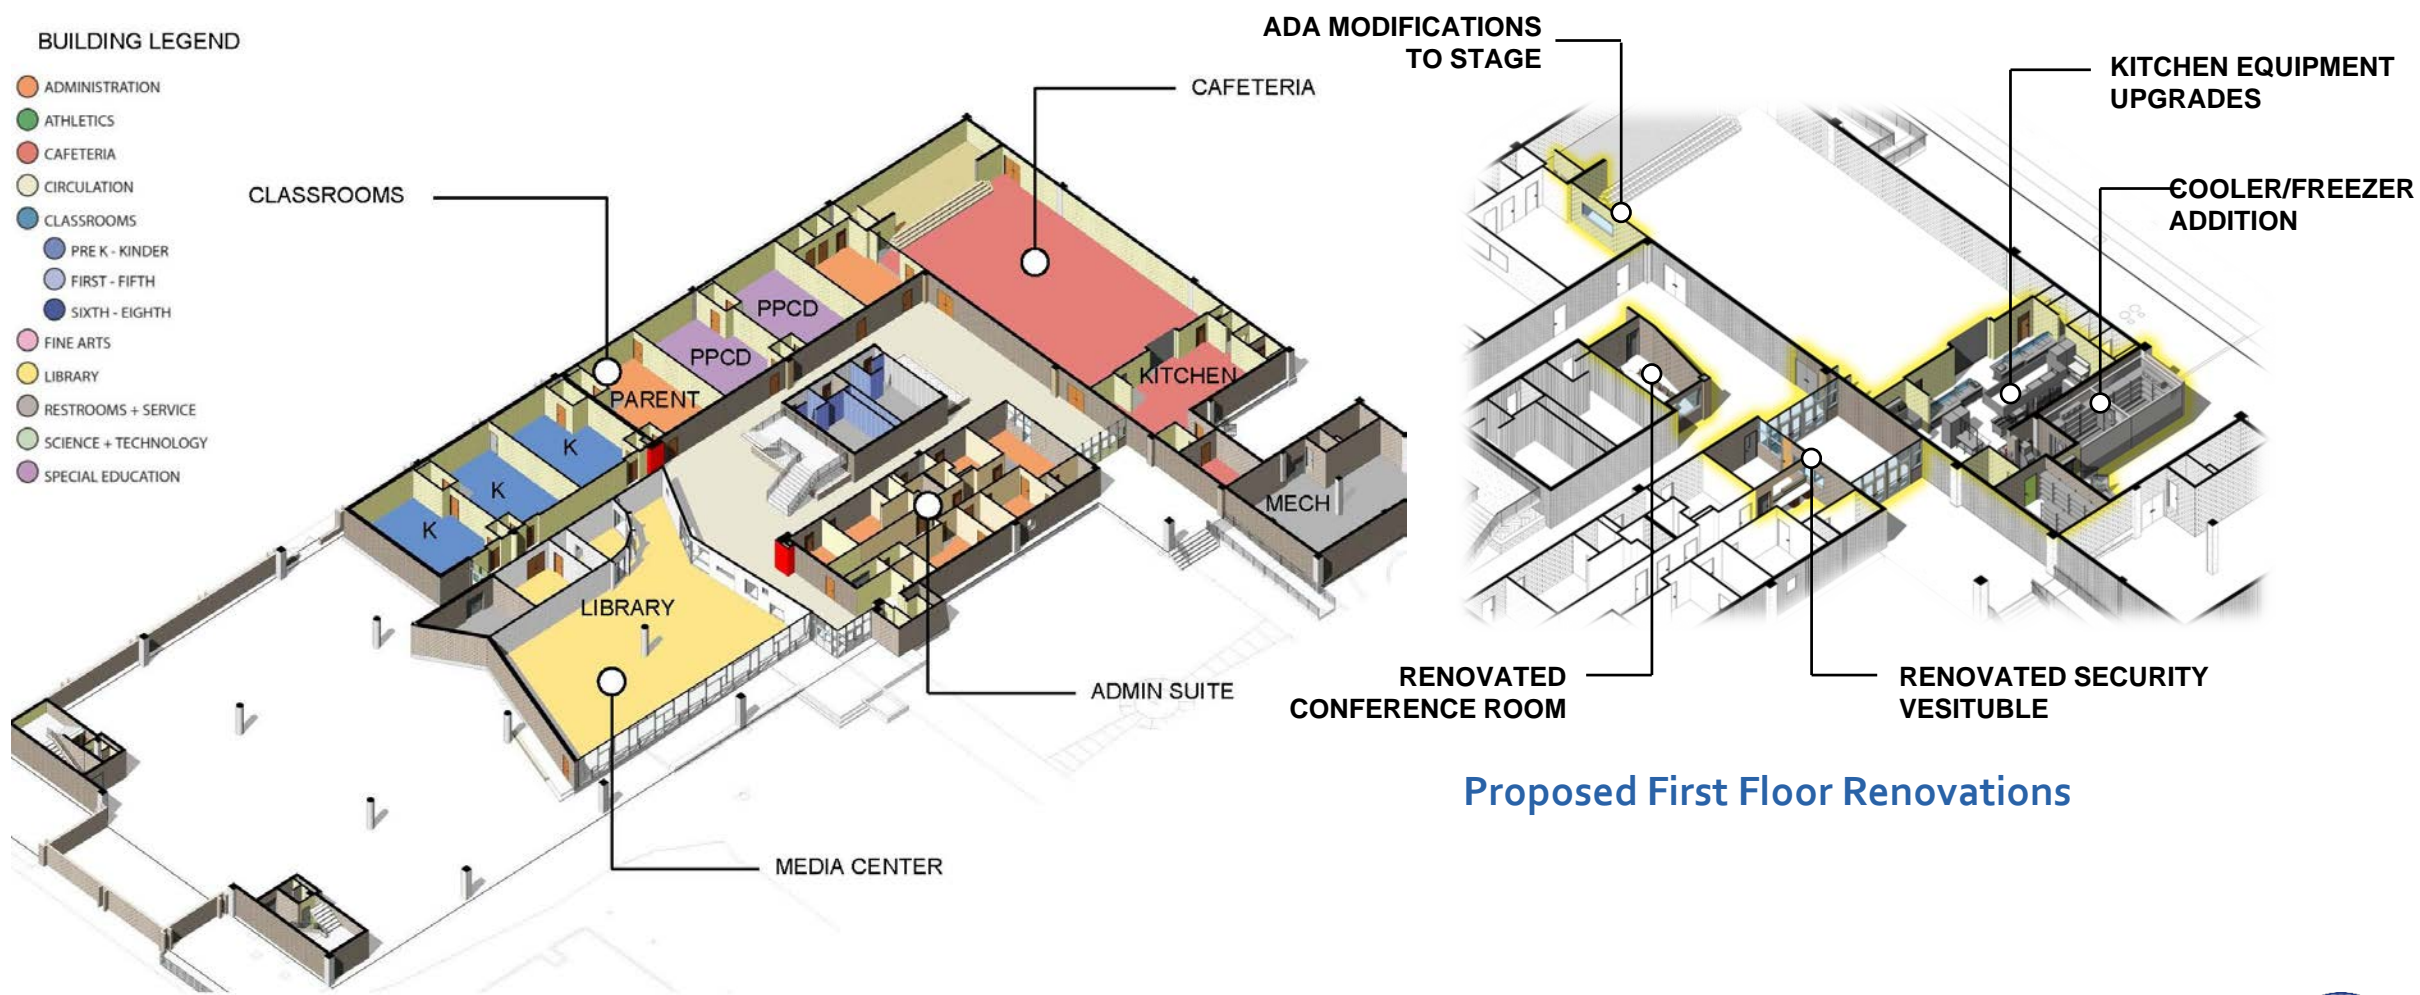 BUILDING LEGEND
ADMINISTRATION
ATHLETICS
CAFETERIA
CIRCULATION
CLASSROOMS
PRE K - KINDER
FIRST - FIFTH
SIXTH - EIGHTH
FINE ARTS
LIBRARY
RESTROOMS + SERVICE
SCIENCE + TECHNOLOGY
SPECIAL EDUCATION
CLASSROOMS
CAFETERIA
PPCD
PPCD
PARENT
KITCHEN
K
K
K
MECH
LIBRARY
ADMIN SUITE
MEDIA CENTER
ADA MODIFICATIONS
TO STAGE
KITCHEN EQUIPMENT
UPGRADES
COOLER/FREEZER
ADDITION
RENOVATED
CONFERENCE ROOM
RENOVATED SECURITY
VESITUBLE
Proposed First Floor Renovations